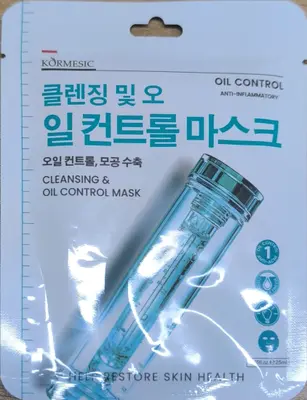 KORMESIC
OIL CONTROL
ANTI-INFLAMMATORY
클렌징 및 오
일 컨트롤 마스크
오일 컨트롤, 모공 수축
CLEANSING &
OIL CONTROL MASK
1
HELP RESTORE SKIN HEALTH